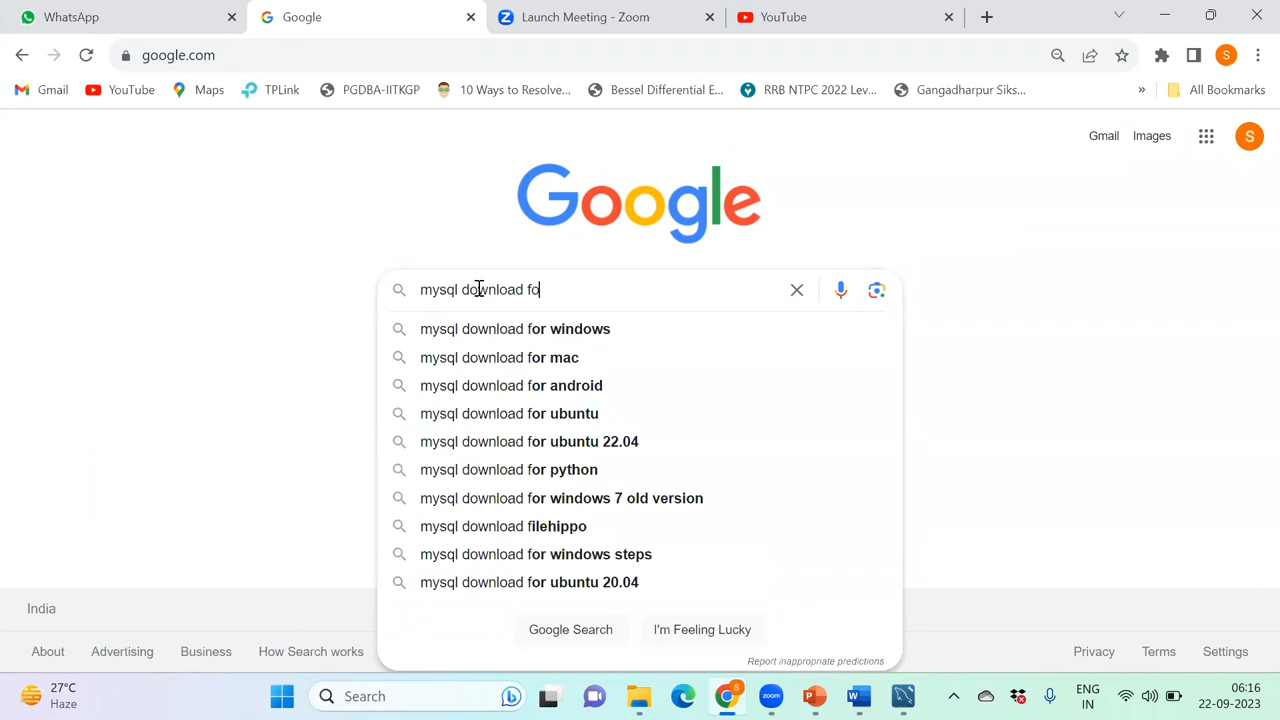 WhatsApp
Google
Launch Meeting - Zoom
YouTube
google.com
S
Gmail
YouTube
Maps
TPLink
PGDBA-IITKGP
10 Ways to Resolve...
Bessel Differential E...
RRB NTPC 2022 Lev...
Gangadharpur Siks...
»
All Bookmarks
Gmail
Images
S
Google
mysql download fo
mysql download for windows
mysql download for mac
mysql download for android
mysql download for ubuntu
mysql download for ubuntu 22.04
mysql download for python
mysql download for windows 7 old version
mysql download filehippo
mysql download for windows steps
mysql download for ubuntu 20.04
Google Search
I'm Feeling Lucky
Report inappropriate predictions
India
About
Advertising
Business
How Search works
Privacy
Terms
Settings
27°C
Haze
Search
S
zoom
ENG
IN
06:16
22-09-2023